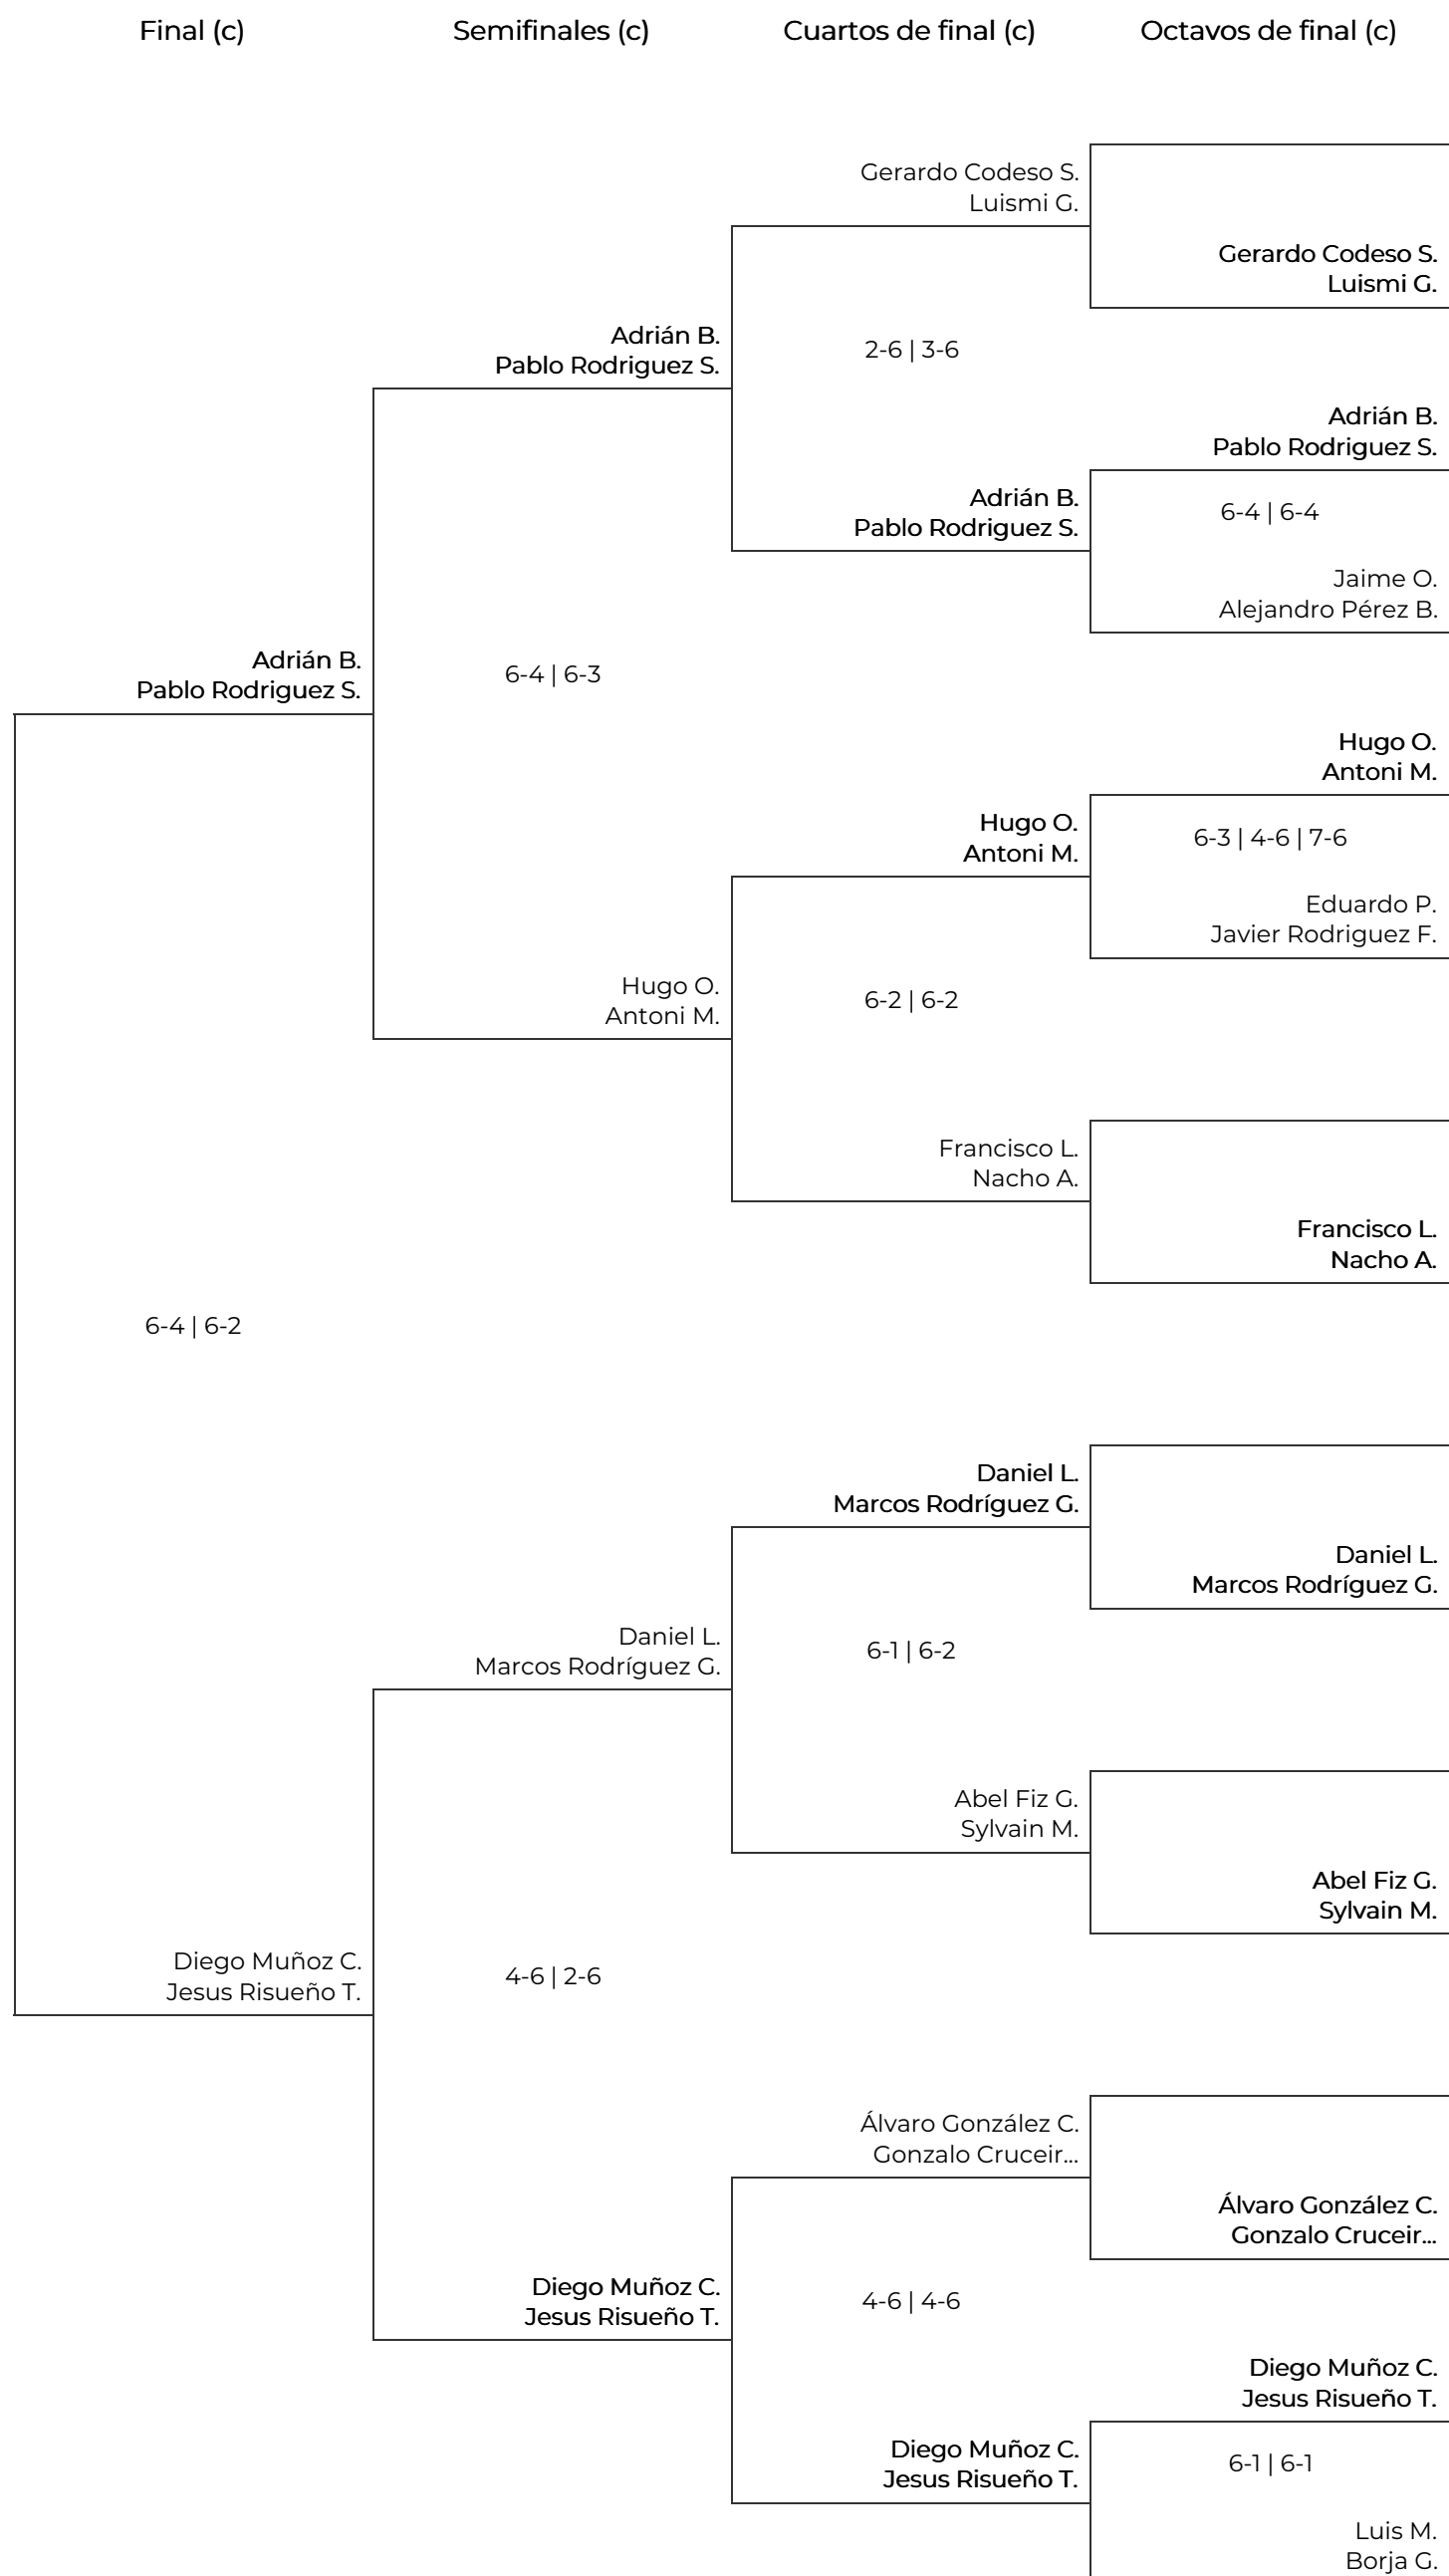 Final (c)
Semifinales (c)
Cuartos de final (c)
Octavos de final (c)
Gerardo Codeso S.
Luismi G.
Gerardo Codeso S.
Luismi G.
Adrián B.
Pablo Rodriguez S.
2-6 | 3-6
Adrián B.
Pablo Rodriguez S.
Adrián B.
Pablo Rodriguez S.
6-4 | 6-4
Jaime O.
Alejandro Pérez B.
Adrián B.
Pablo Rodriguez S.
6-4 | 6-3
Hugo O.
Antoni M.
Hugo O.
Antoni M.
6-3 | 4-6 | 7-6
Eduardo P.
Javier Rodriguez F.
Hugo O.
Antoni M.
6-2 | 6-2
Francisco L.
Nacho A.
Francisco L.
Nacho A.
6-4 | 6-2
Daniel L.
Marcos Rodríguez G.
Daniel L.
Marcos Rodríguez G.
Daniel L.
Marcos Rodríguez G.
6-1 | 6-2
Abel Fiz G.
Sylvain M.
Abel Fiz G.
Sylvain M.
Diego Muñoz C.
Jesus Risueño T.
4-6 | 2-6
Álvaro González C.
Gonzalo Cruceir...
Álvaro González C.
Gonzalo Cruceir...
Diego Muñoz C.
Jesus Risueño T.
4-6 | 4-6
Diego Muñoz C.
Jesus Risueño T.
Diego Muñoz C.
Jesus Risueño T.
6-1 | 6-1
Luis M.
Borja G.